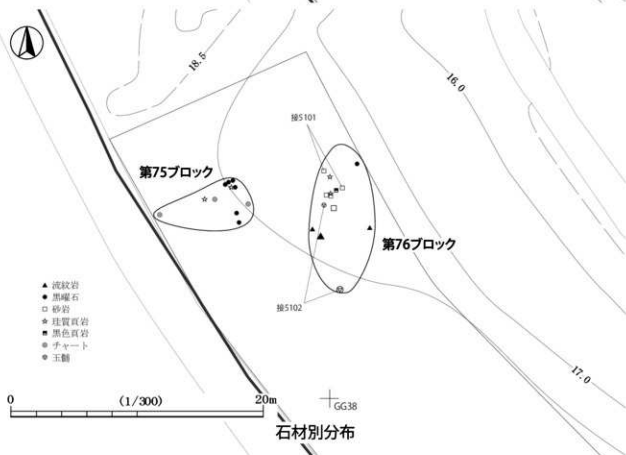 18.5
16.0
接5101
第75ブロック
第76ブロック
▲ 流紋岩
● 黒曜石
□ 砂岩
☆ 珪質頁岩
黒色頁岩
◎ チャート
玉髄
接5102
17.0
0 (1/300) 20m
GG38
石材別分布